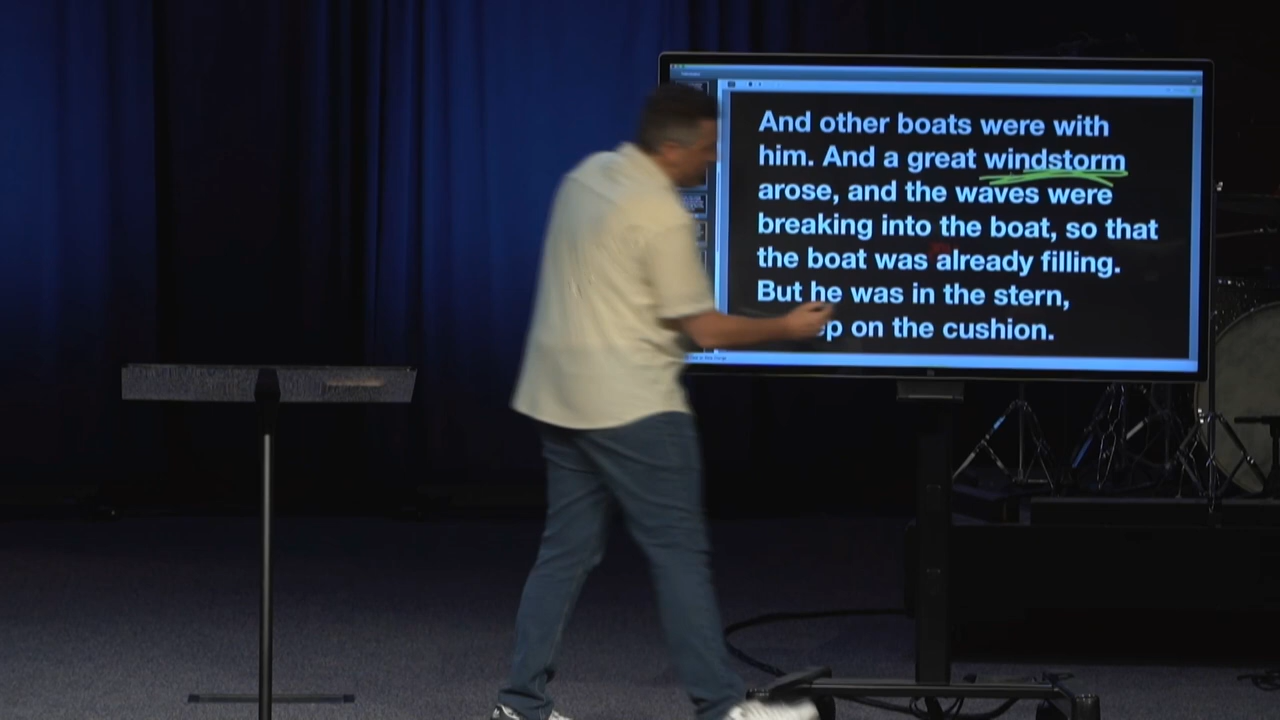 And other boats were with
him. And a great windstorm
arose, and the waves were
breaking into the boat, so that
the boat was already filling.
But he was in the stern,
on the cushion.